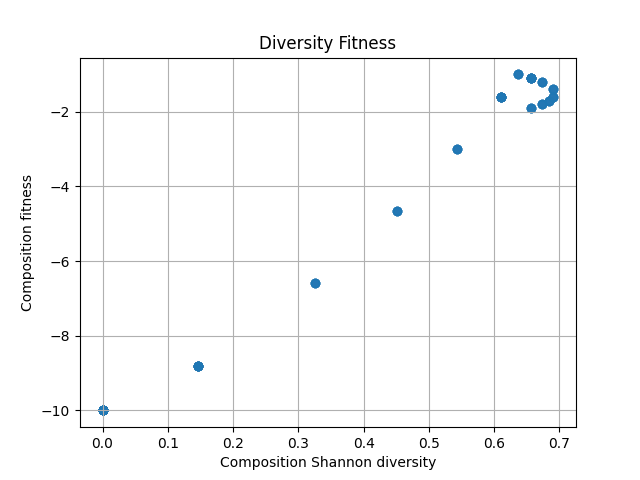 Diversity Fitness
Composition fitness
−2
−4
−6
−8
−10
0.0 0.1 0.2 0.3 0.4 0.5 0.6 0.7
Composition Shannon diversity